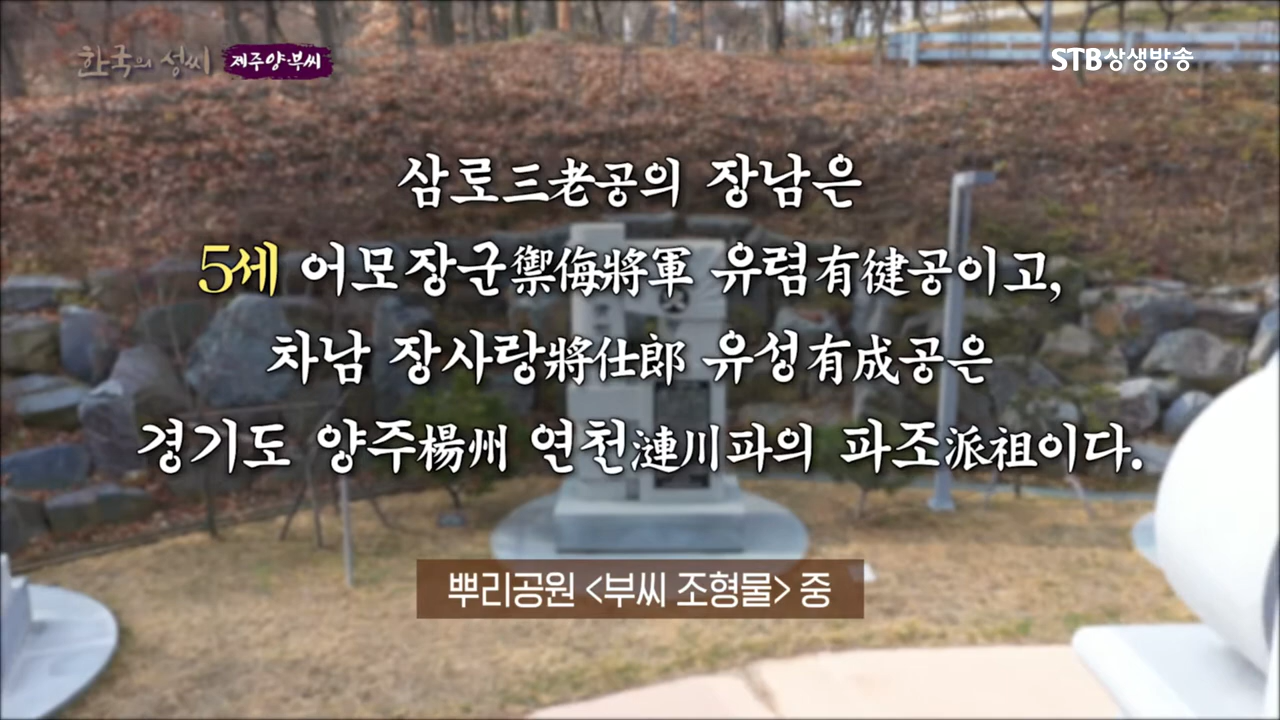 한국의 성씨 제주양·부씨
STB상생방송
삼로三老공의 장남은
5세 어모장군禦侮將軍 유렴有㨾공이고,
차남 장사랑將仕郎 유성有成공은
경기도 양주楊州 연천漣川파의 파조派祖이다.
뿌리공원 <부씨 조형물> 중